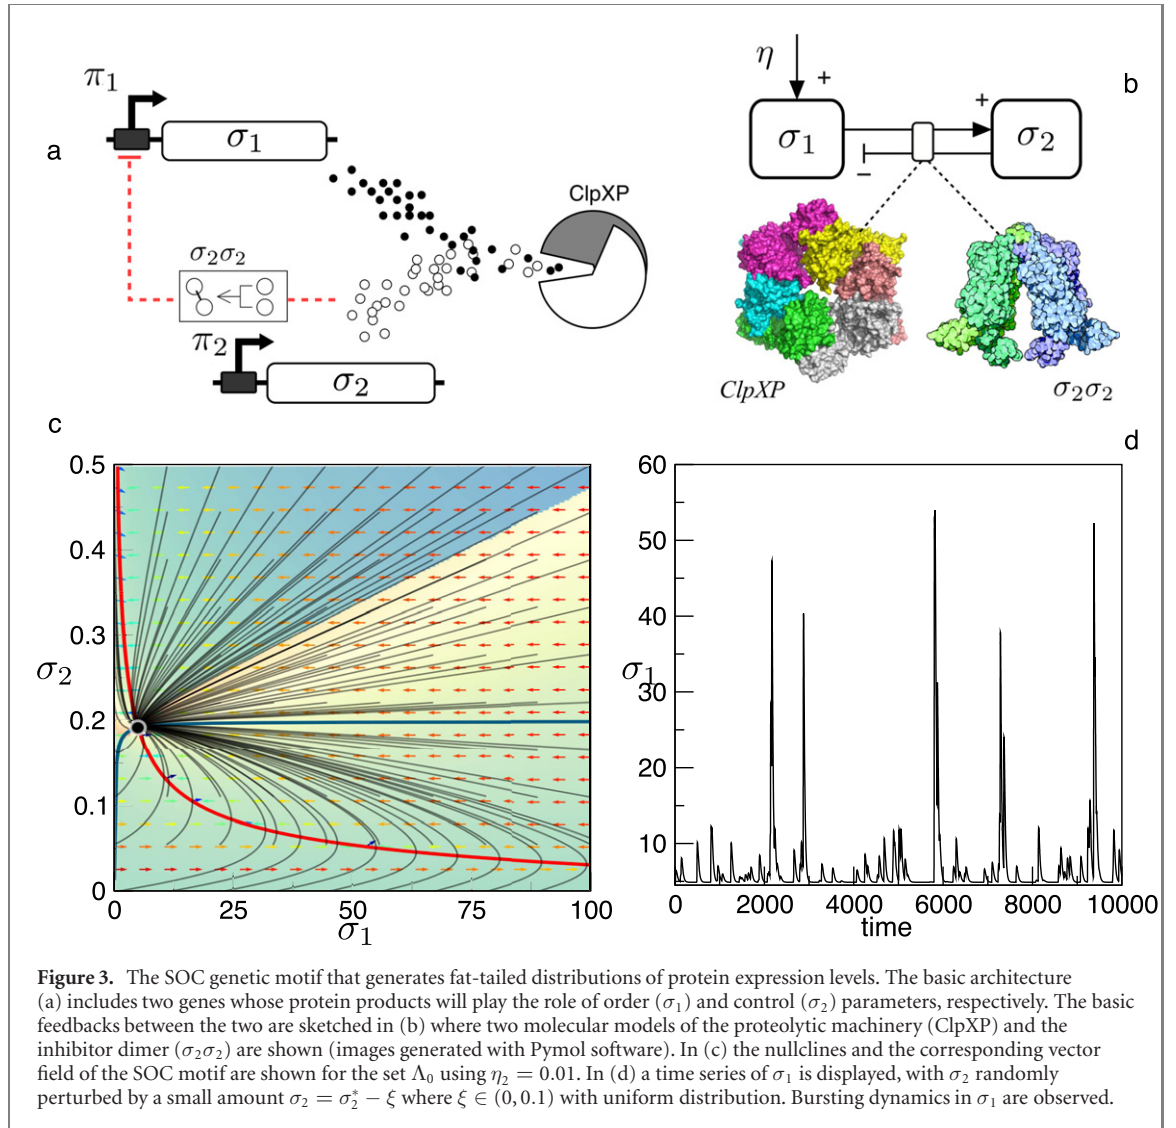 π1
σ1
a
ClpXP
σ2σ2
π2
σ2
η
+
b
σ1
+
σ2
−
ClpXP
σ2σ2
c
0.5
0.4
0.3
σ2
0.2
0.1
0
0 25 50 75 100
σ1
d
60
50
40
σ1
30
20
10
0 2000 4000 6000 8000 10000
time
Figure 3. The SOC genetic motif that generates fat-tailed distributions of protein expression levels. The basic architecture
(a) includes two genes whose protein products will play the role of order (σ1) and control (σ2) parameters, respectively. The basic
feedbacks between the two are sketched in (b) where two molecular models of the proteolytic machinery (ClpXP) and the
inhibitor dimer (σ2σ2) are shown (images generated with Pymol software). In (c) the nullclines and the corresponding vector
field of the SOC motif are shown for the set Λ0 using η2 = 0.01. In (d) a time series of σ1 is displayed, with σ2 randomly
perturbed by a small amount σ2 = σ2* − ξ where ξ ∈ (0, 0.1) with uniform distribution. Bursting dynamics in σ1 are observed.